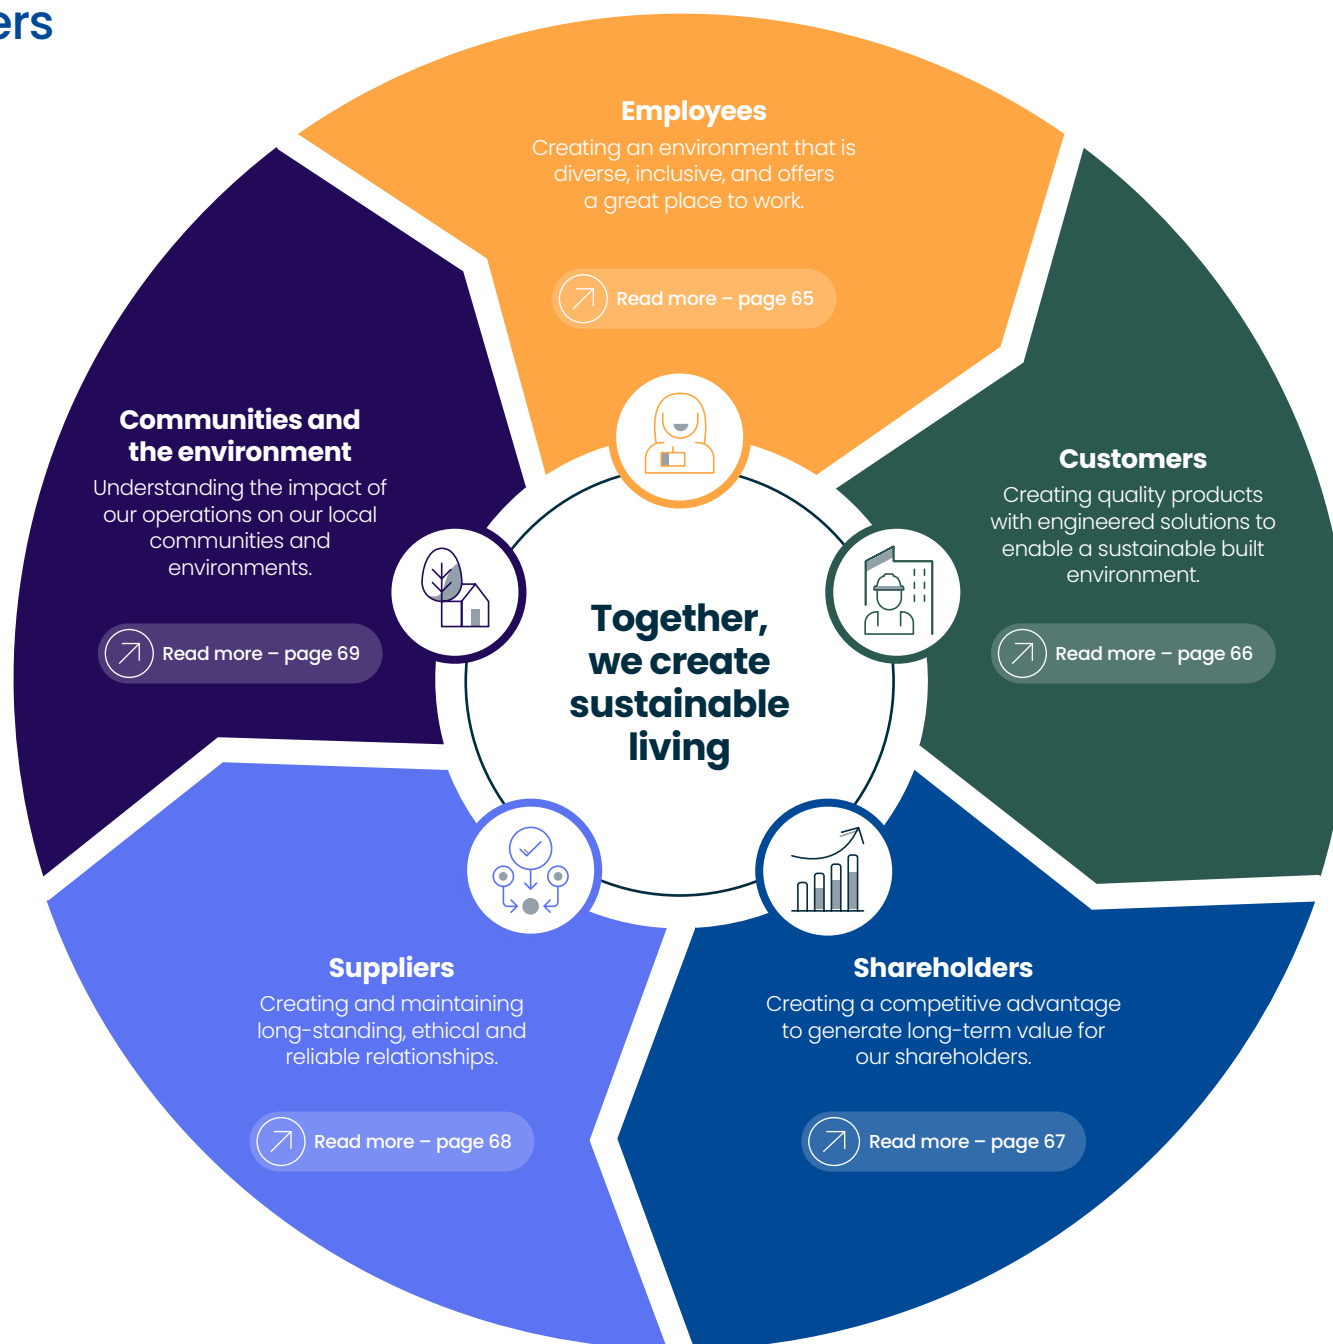 ers
Employees
Creating an environment that is
diverse, inclusive, and offers
a great place to work.
Read more – page 65
Customers
Creating quality products
with engineered solutions to
enable a sustainable built
environment.
Read more – page 66
Shareholders
Creating a competitive advantage
to generate long-term value for
our shareholders.
Read more – page 67
Suppliers
Creating and maintaining
long-standing, ethical and
reliable relationships.
Read more – page 68
Communities and
the environment
Understanding the impact of
our operations on our local
communities and
environments.
Read more – page 69
Together,
we create
sustainable
living